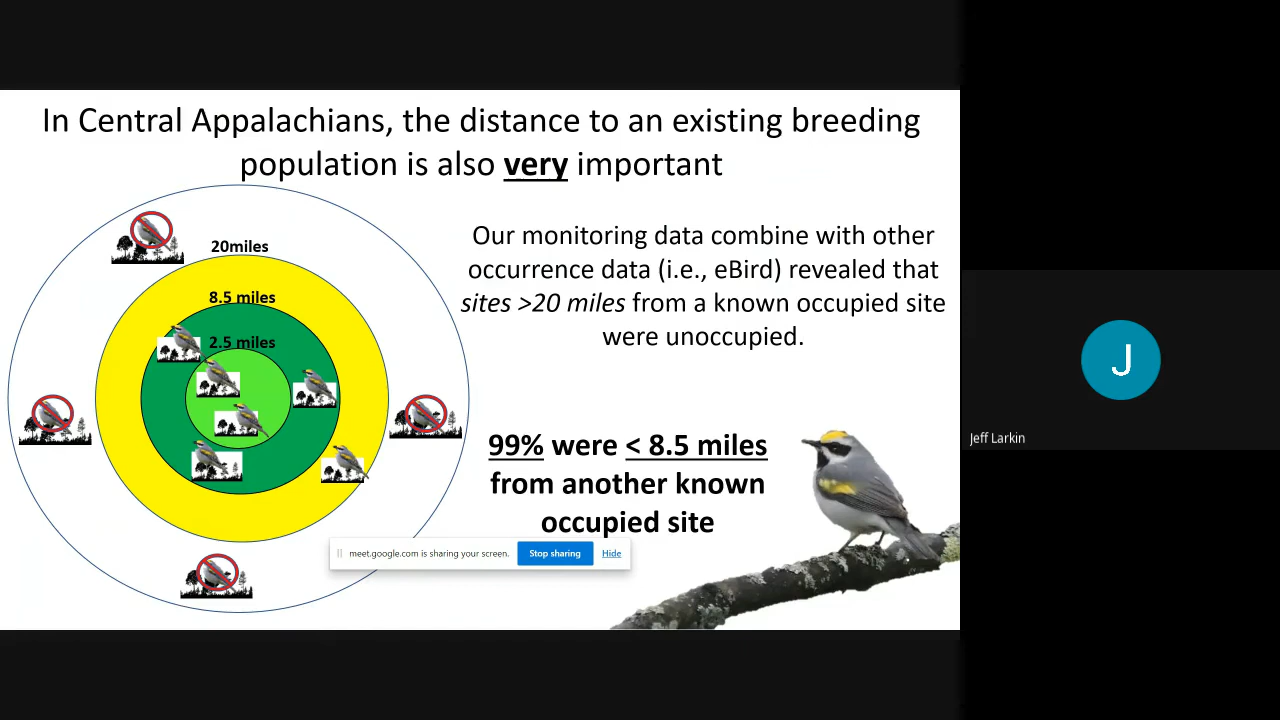 In Central Appalachians, the distance to an existing breeding
population is also very important
20miles
8.5 miles
2.5 miles
Our monitoring data combine with other
occurrence data (i.e., eBird) revealed that
sites >20 miles from a known occupied site
were unoccupied.
99% were < 8.5 miles
from another known
occupied site
meet.google.com is sharing your screen. Stop sharing Hide
J
Jeff Larkin